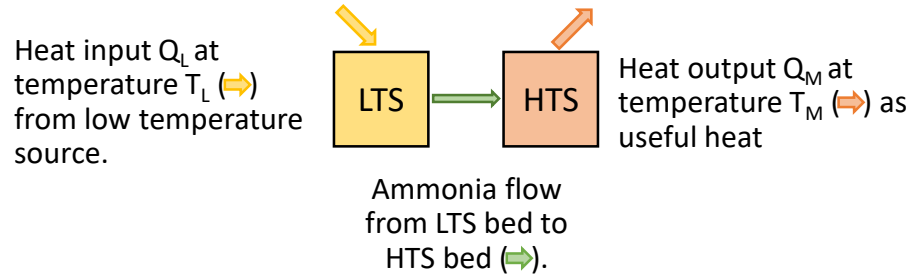 Heat input Q_L at
temperature T_L (⇨)
from low temperature
source.
LTS
HTS
Heat output Q_M at
temperature T_M (⇨) as
useful heat
Ammonia flow
from LTS bed to
HTS bed (⇨).